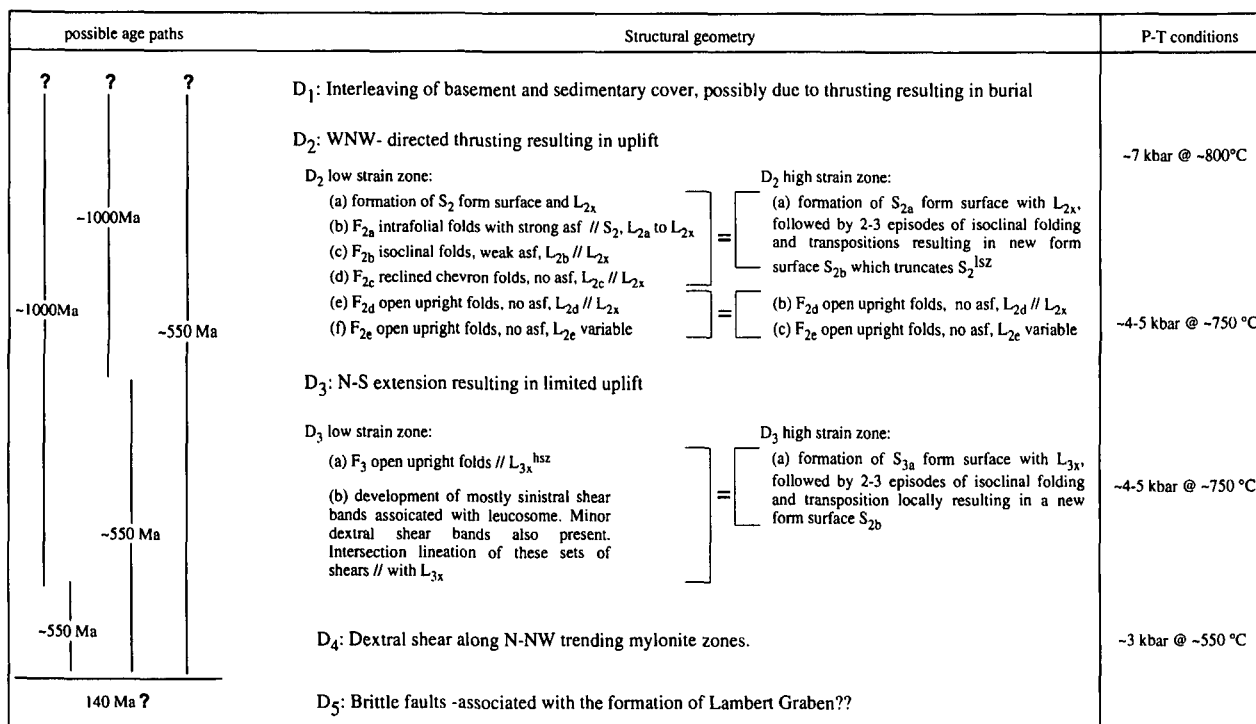 possible age paths
Structural geometry
P-T conditions
?
?
?
~1000Ma
~1000Ma
~550 Ma
~550 Ma
~550 Ma
140 Ma ?
D1: Interleaving of basement and sedimentary cover, possibly due to thrusting resulting in burial
D2: WNW- directed thrusting resulting in uplift
~7 kbar @ ~800°C
D2 low strain zone:
(a) formation of S2 form surface and L2x
(b) F2a intrafolial folds with strong asf // S2, L2a to L2x
(c) F2b isoclinal folds, weak asf, L2b // L2x
(d) F2c reclined chevron folds, no asf, L2c // L2x
(e) F2d open upright folds, no asf, L2d // L2x
(f) F2e open upright folds, no asf, L2e variable
=
=
D2 high strain zone:
(a) formation of S2a form surface with L2x,
followed by 2-3 episodes of isoclinal folding
and transpositions resulting in new form
surface S2b which truncates S2lsz
(b) F2d open upright folds, no asf, L2d // L2x
(c) F2e open upright folds, no asf, L2e variable
~4-5 kbar @ ~750 °C
D3: N-S extension resulting in limited uplift
D3 low strain zone:
(a) F3 open upright folds // L3xhsz
(b) development of mostly sinistral shear
bands assoicated with leucosome. Minor
dextral shear bands also present.
Intersection lineation of these sets of
shears // with L3x
=
D3 high strain zone:
(a) formation of S3a form surface with L3x,
followed by 2-3 episodes of isoclinal folding
and transposition locally resulting in a new
form surface S2b
~4-5 kbar @ ~750 °C
D4: Dextral shear along N-NW trending mylonite zones.
~3 kbar @ ~550°C
D5: Brittle faults -associated with the formation of Lambert Graben??